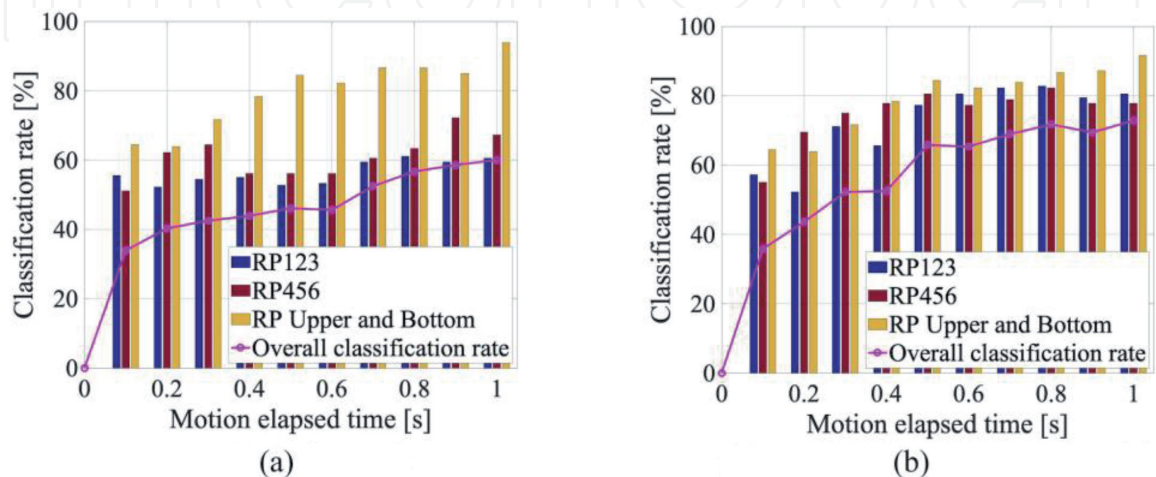 100
80
60
40
20
0
Classification rate [%]
RP123
RP456
RP Upper and Bottom
Overall classification rate
0 0.2 0.4 0.6 0.8 1
Motion elapsed time [s]
(a)
100
80
60
40
20
0
Classification rate [%]
RP123
RP456
RP Upper and Bottom
Overall classification rate
0 0.2 0.4 0.6 0.8 1
Motion elapsed time [s]
(b)